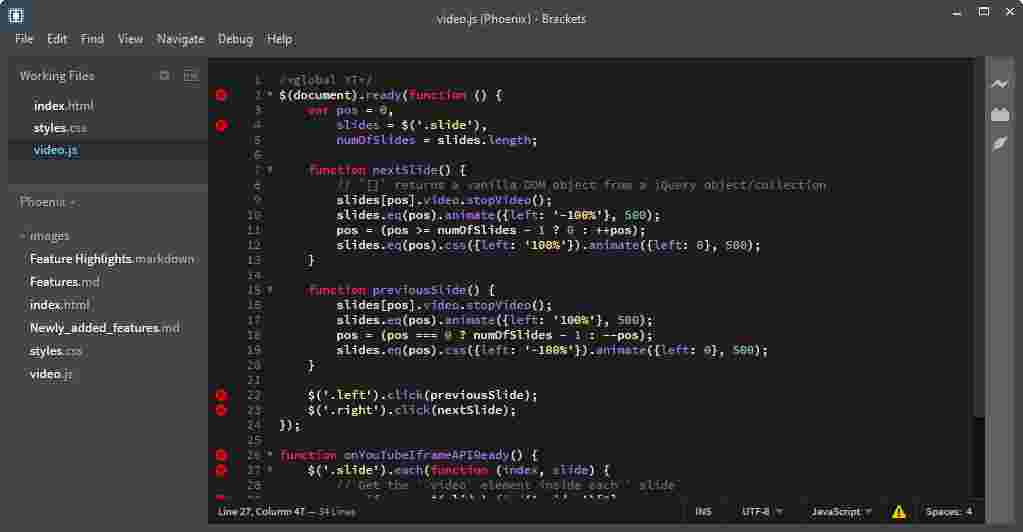 video.js (Phoenix) - Brackets
File Edit Find View Navigate Debug Help
Working Files
index.html
styles.css
video.js
Phoenix
images
Feature Highlights.markdown
Features.md
index.html
Newly_added_features.md
styles.css
video.js
1 /*global YT*/
2 $(document).ready(function () {
3 var pos = 0,
4 slides = $('.slide'),
5 numOfSlides = slides.length;
6
7 function nextSlide() {
8 // `[]` returns a vanilla DOM object from a jQuery object/collection
9 slides[pos].video.stopVideo();
10 slides.eq(pos).animate({left: '-100%'}, 500);
11 pos = (pos >= numOfSlides - 1 ? 0 : ++pos);
12 slides.eq(pos).css({left: '100%'}).animate({left: 0}, 500);
13 }
14
15 function previousSlide() {
16 slides[pos].video.stopVideo();
17 slides.eq(pos).animate({left: '100%'}, 500);
18 pos = (pos === 0 ? numOfSlides - 1 : --pos);
19 slides.eq(pos).css({left: '-100%'}).animate({left: 0}, 500);
20 }
21
22 $('.left').click(previousSlide);
23 $('.right').click(nextSlide);
24 });
25
26 function onYouTubeIframeAPIReady() {
27 $('.slide').each(function (index, slide) {
28 // Get the `.video` element inside each `.slide`
Line 27, Column 47 — 34 Lines
INS UTF-8 JavaScript Spaces: 4